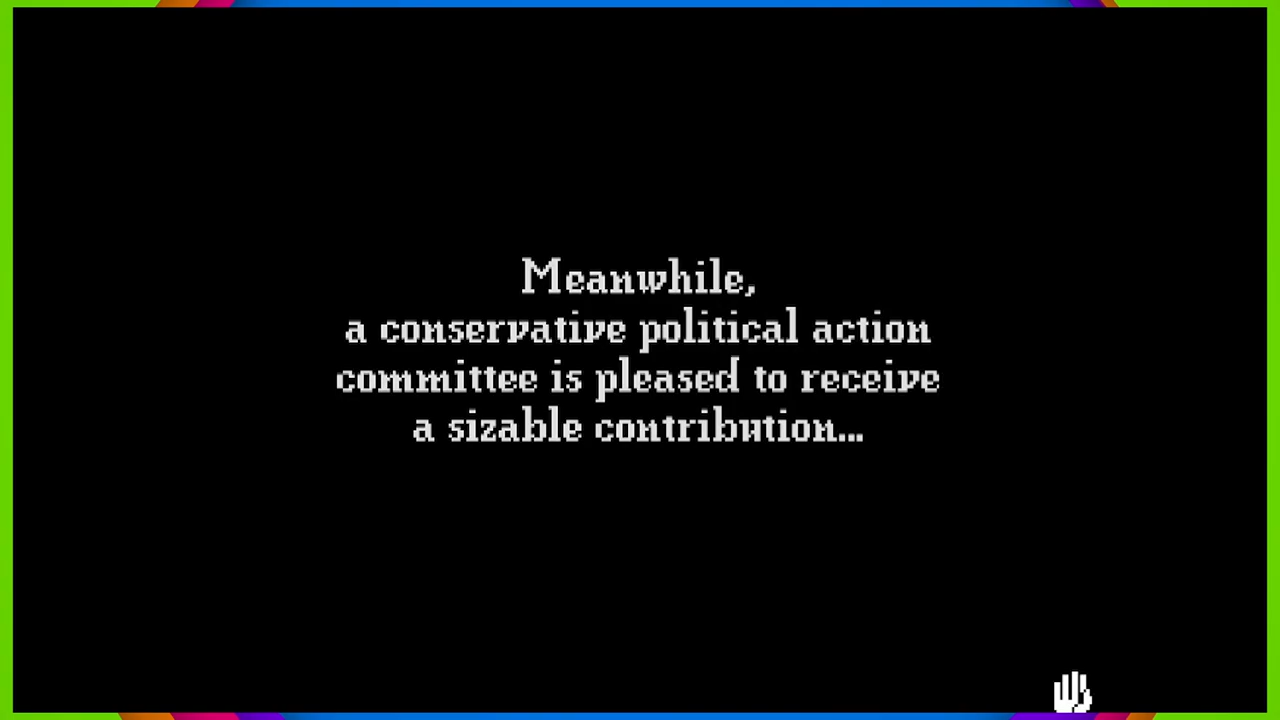 Meanwhile,
a conservative political action
committee is pleased to receive
a sizable contribution...